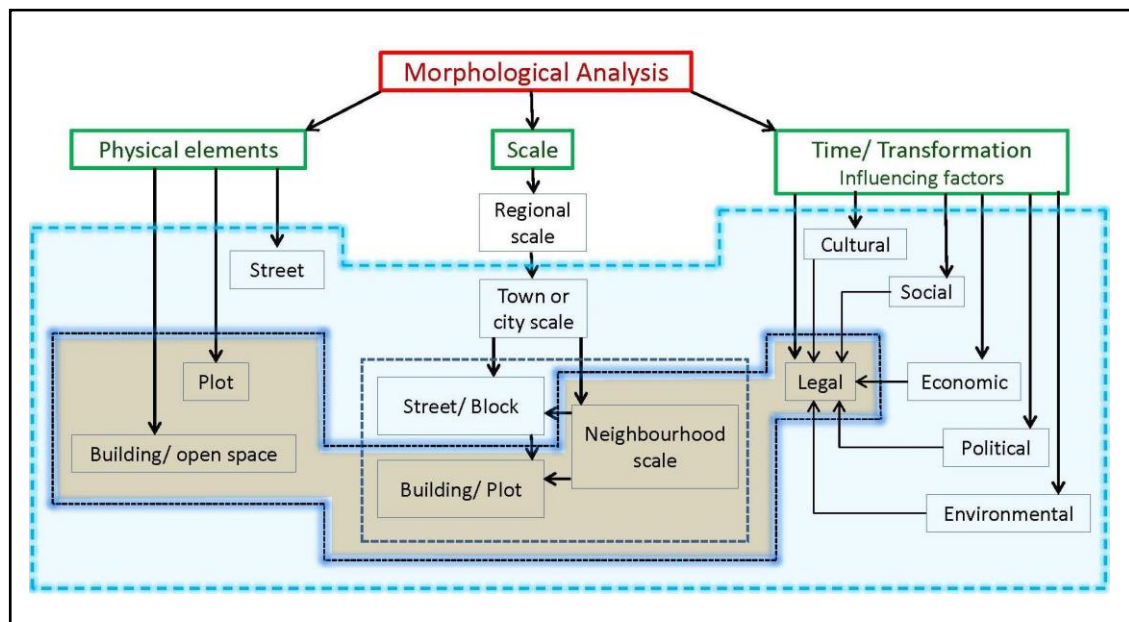 Morphological Analysis
Physical elements
Scale
Time/ Transformation
Influencing factors
Regional
scale
Cultural
Street
Town or
city scale
Social
Plot
Street/ Block
Legal
Economic
Building/ open space
Neighbourhood
scale
Political
Building/ Plot
Environmental